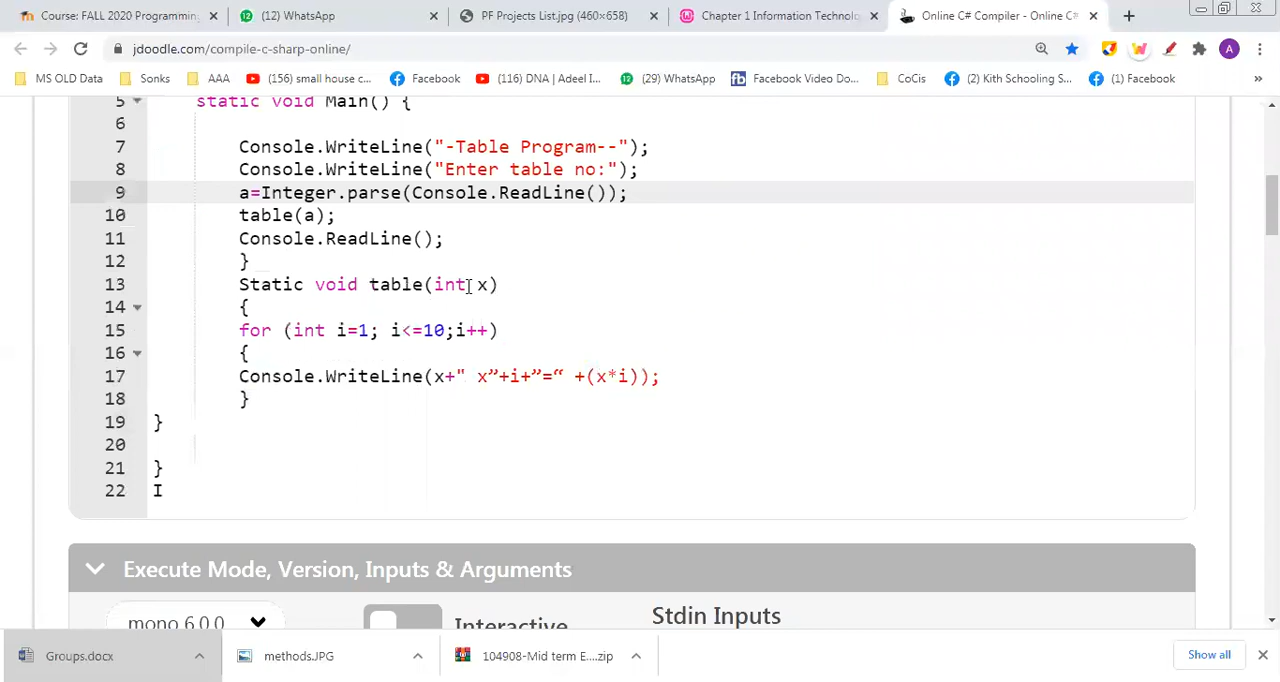 Course: FALL 2020 Programming
(12) WhatsApp
PF Projects List.jpg (460×658)
Chapter 1 Information Technolo
Online C# Compiler - Online C#
jdoodle.com/compile-c-sharp-online/
A
MS OLD Data
Sonks
AAA
(156) small house c...
Facebook
(116) DNA | Adeel I...
(29) WhatsApp
Facebook Video Do...
CoCis
(2) Kith Schooling S...
(1) Facebook
»
5 static void Main() {
6
7 Console.WriteLine("-Table Program--");
8 Console.WriteLine("Enter table no:");
9 a=Integer.parse(Console.ReadLine());
10 table(a);
11 Console.ReadLine();
12 }
13 Static void table(int x)
14 {
15 for (int i=1; i<=10;i++)
16 {
17 Console.WriteLine(x+" x”+i+”=“ +(x*i));
18 }
19 }
20
21 }
22
Execute Mode, Version, Inputs & Arguments
mono 6.0.0
Interactive
Stdin Inputs
Groups.docx
methods.JPG
104908-Mid term E....zip
Show all